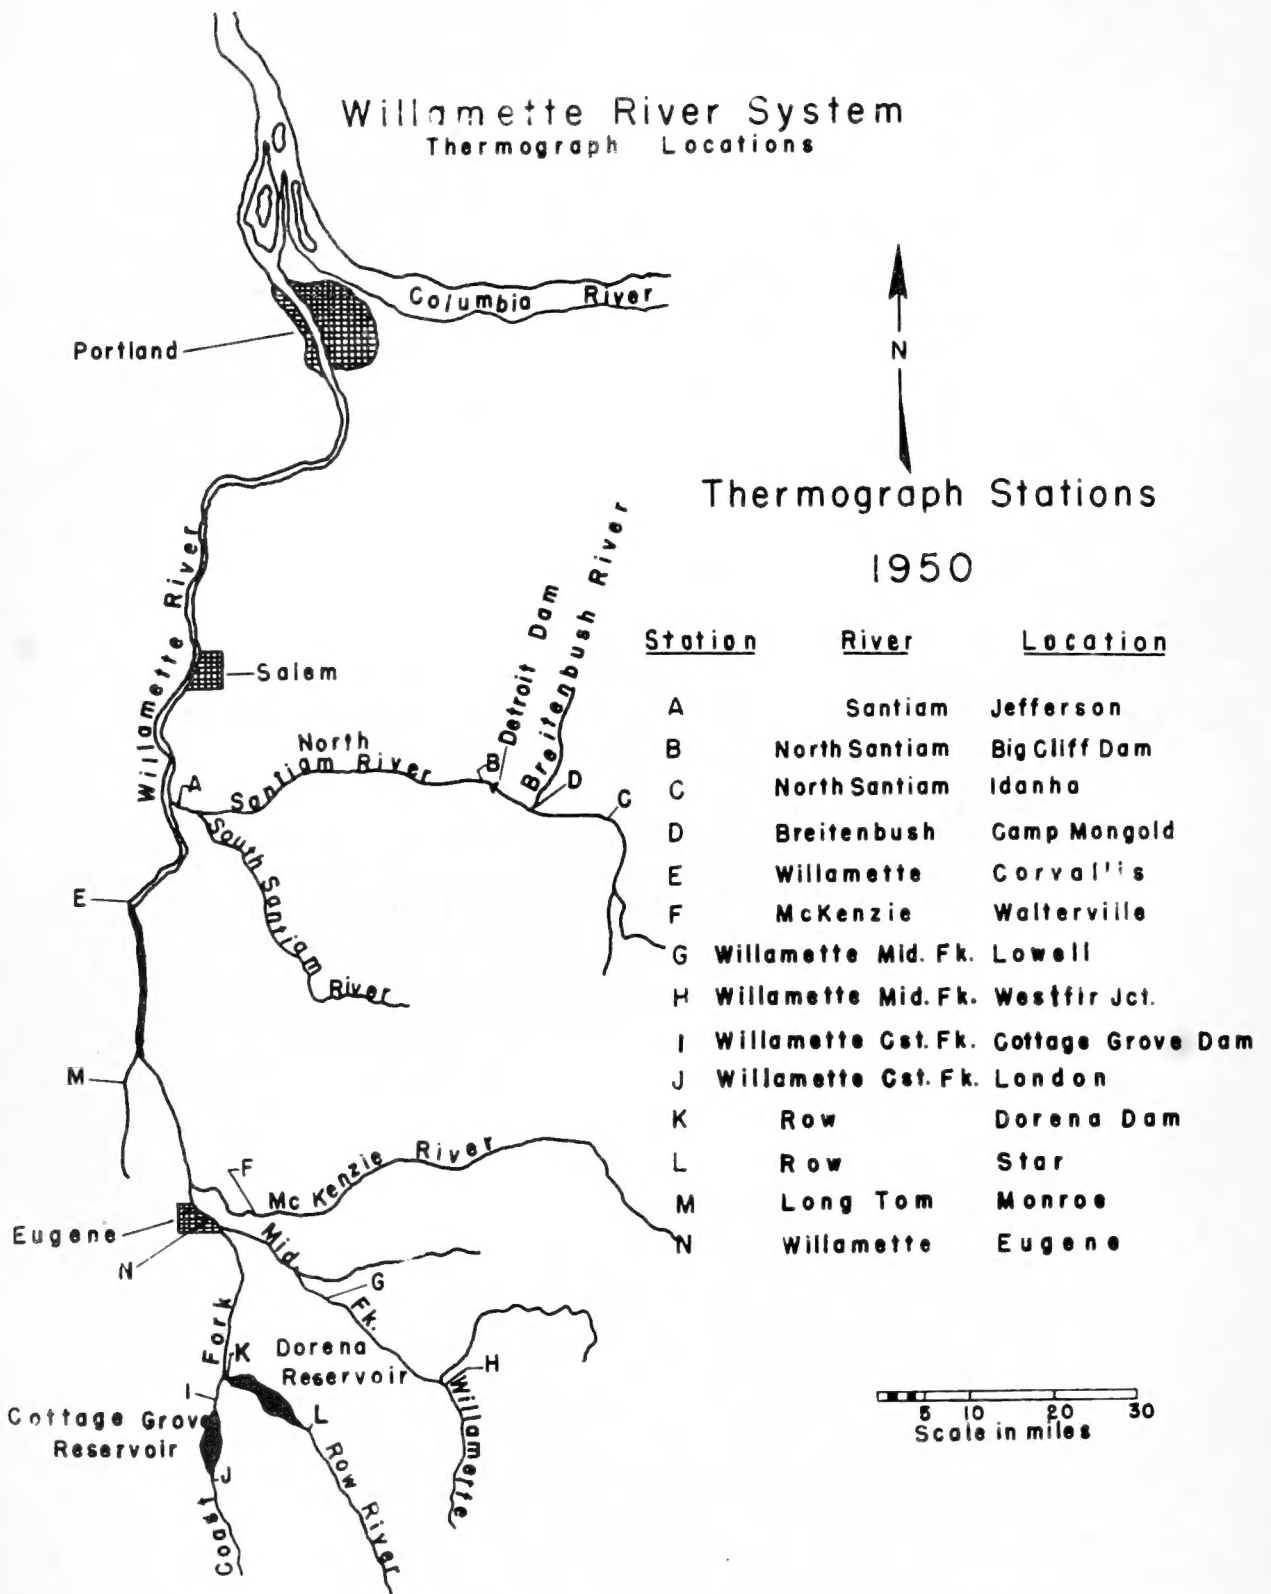 Willamette River System
Thermograph Locations
Columbia River
Portland
N
Thermograph Stations
1950
Willamette River
Salem
Detroit Dam
Breitenbush River
North
Santiam River
A
B
D
C
South Santiam River
E
M
F
McKenzie River
Eugene
N
Mid. Fk. Willamette
G
H
Coast Fork
K
Dorena
Reservoir
I
Cottage Grove
Reservoir
L
J
Row River
Station River Location
A Santiam Jefferson
B North Santiam Big Cliff Dam
C North Santiam Idanha
D Breitenbush Camp Mongold
E Willamette Corvallis
F McKenzie Walterville
G Willamette Mid. Fk. Lowell
H Willamette Mid. Fk. Westfir Jct.
I Willamette Cst. Fk. Cottage Grove Dam
J Willamette Cst. Fk. London
K Row Dorena Dam
L Row Star
M Long Tom Monroe
N Willamette Eugene
5 10 20 30
Scale in miles